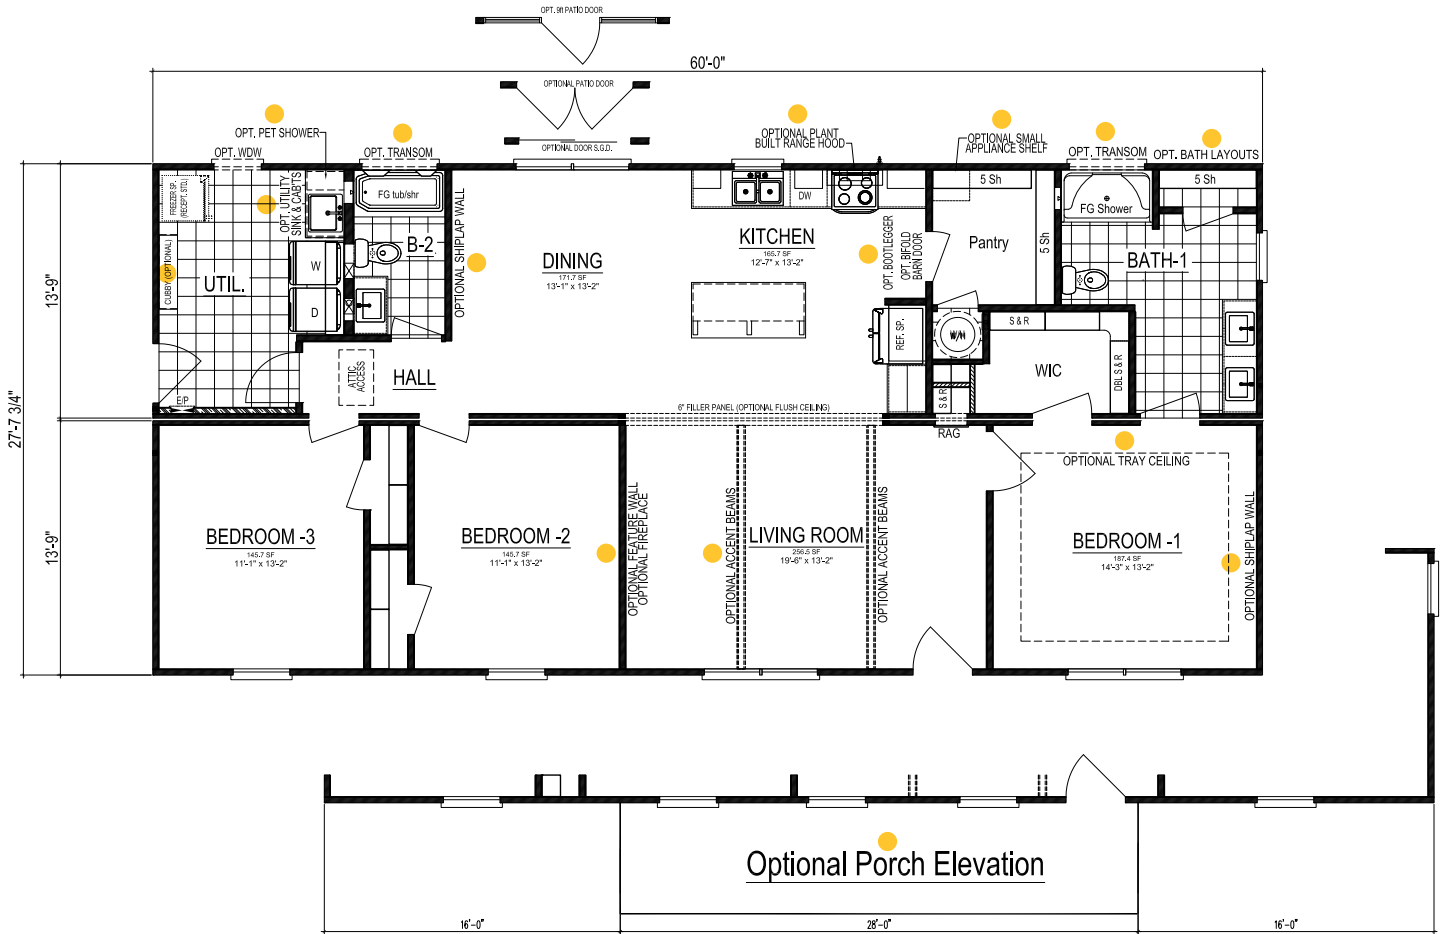 OPT. 9ft PATIO DOOR
60'-0"
OPTIONAL PATIO DOOR
OPTIONAL DOOR S.G.D.
OPT. PET SHOWER
OPT. WDW
OPT. TRANSOM
OPTIONAL PLANT
BUILT RANGE HOOD
OPTIONAL SMALL
APPLIANCE SHELF
OPT. TRANSOM
OPT. BATH LAYOUTS
FREEZER SP.
(RECEPT. STD.)
OPT. UTILITY
SINK & CAB'TS
FG tub/shr
OPTIONAL SHIPLAP WALL
DW
5 Sh
5 Sh
FG Shower
5 Sh
CUBBY (OPTIONAL)
UTIL.
W
D
B-2
DINING
171.7 SF
13'-1" x 13'-2"
KITCHEN
165.7 SF
12'-7" x 13'-2"
OPT. BOOTLEGGER
OPT. BIFOLD
BARN DOOR
Pantry
BATH-1
REF. SP.
W/H
S & R
WIC
DBL S & R
S & R
ATTIC
ACCESS
HALL
E/P
6" FILLER PANEL (OPTIONAL FLUSH CEILING)
RAG
13'-9"
27'-7 3/4"
13'-9"
BEDROOM -3
145.7 SF
11'-1" x 13'-2"
BEDROOM -2
145.7 SF
11'-1" x 13'-2"
OPTIONAL FEATURE WALL
OPTIONAL FIREPLACE
OPTIONAL ACCENT BEAMS
LIVING ROOM
256.5 SF
19'-6" x 13'-2"
OPTIONAL ACCENT BEAMS
OPTIONAL TRAY CEILING
BEDROOM -1
187.4 SF
14'-3" x 13'-2"
OPTIONAL SHIPLAP WALL
Optional Porch Elevation
16'-0"
28'-0"
16'-0"